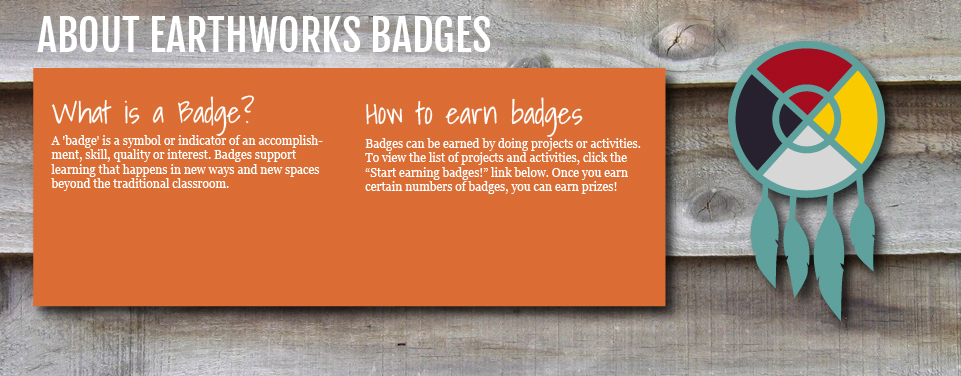 ABOUT EARTHWORKS BADGES
What is a Badge?
A 'badge' is a symbol or indicator of an accomplish-
ment, skill, quality or interest. Badges support
learning that happens in new ways and new spaces
beyond the traditional classroom.
How to earn badges
Badges can be earned by doing projects or activities.
To view the list of projects and activities, click the
“Start earning badges!” link below. Once you earn
certain numbers of badges, you can earn prizes!